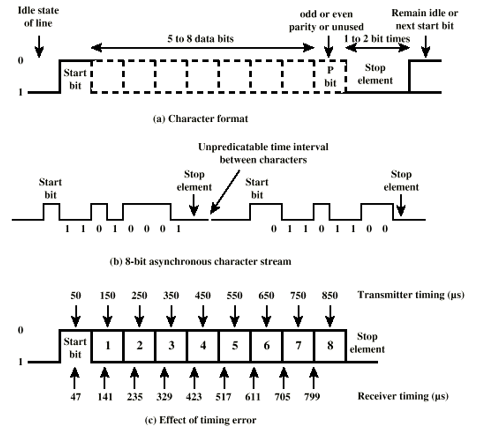 Idle state
of line
odd or even
parity or unused
Remain idle or
next start bit
5 to 8 data bits
1 to 2 bit times
0
1
Start
bit
P
bit
Stop
element
(a) Character format
Unpredicatable time interval
between characters
Start
bit
Stop
element
Start
bit
Stop
element
1 1 0 1 0 0 0 1
0 1 1 0 1 1 0 0
(b) 8-bit asynchronous character stream
50 150 250 350 450 550 650 750 850 Transmitter timing (μs)
0
1
Start
bit
1 2 3 4 5 6 7 8
Stop
element
47 141 235 329 423 517 611 705 799 Receiver timing (μs)
(c) Effect of timing error